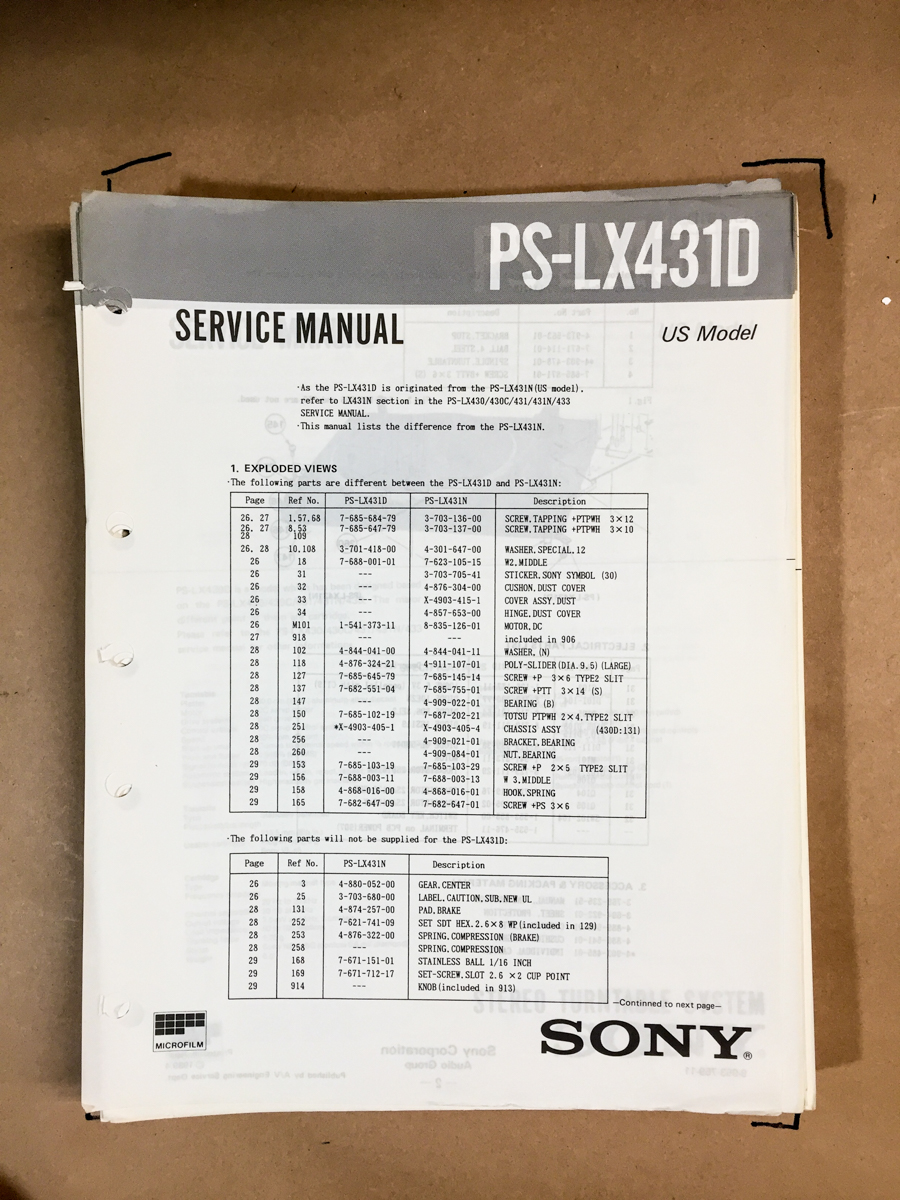 PS-LX431D
SERVICE MANUAL
US Model
·As the PS-LX431D is originated from the PS-LX431N(US model).
refer to LX431N section in the PS-LX430/430C/431/431N/433
SERVICE MANUAL.
·This manual lists the difference from the PS-LX431N.
1. EXPLODED VIEWS
·The following parts are different between the PS-LX431D and PS-LX431N:
Page Ref No. PS-LX431D PS-LX431N Description
26. 27 1.57.68 7-685-684-79 3-703-136-00 SCREW.TAPPING +PTPWH 3×12
26. 27 8.53 7-685-647-79 3-703-137-00 SCREW.TAPPING +PTPWH 3×10
28 109
26. 28 10.108 3-701-418-00 4-301-647-00 WASHER.SPECIAL.12
26 18 7-688-001-01 7-623-105-15 W2.MIDDLE
26 31 --- 3-703-705-41 STICKER.SONY SYMBOL (30)
26 32 --- 4-876-304-00 CUSHON.DUST COVER
26 33 --- X-4903-415-1 COVER ASSY.DUST
26 34 --- 4-857-653-00 HINGE.DUST COVER
26 M101 1-541-373-11 8-835-126-01 MOTOR.DC
27 918 --- --- included in 906
28 102 4-844-041-00 4-844-041-11 WASHER.(N)
28 118 4-876-324-21 4-911-107-01 POLY-SLIDER(DIA.9.5)(LARGE)
28 127 7-685-645-79 7-685-145-14 SCREW +P 3×6 TYPE2 SLIT
28 137 7-682-551-04 7-685-755-01 SCREW +PTT 3×14 (S)
28 147 --- 4-909-022-01 BEARING (B)
28 150 7-685-102-19 7-687-202-21 TOTSU PTPWH 2×4.TYPE2 SLIT
28 251 *X-4903-405-1 X-4903-405-4 CHASSIS ASSY (430D:131)
28 256 --- 4-909-021-01 BRACKET.BEARING
28 260 --- 4-909-084-01 NUT.BEARING
29 153 7-685-103-19 7-685-103-29 SCREW +P 2×5 TYPE2 SLIT
29 156 7-688-003-11 7-688-003-13 W 3.MIDDLE
29 158 4-868-016-00 4-868-016-01 HOOK.SPRING
29 165 7-682-647-09 7-682-647-01 SCREW +PS 3×6
·The following parts will not be supplied for the PS-LX431D:
Page Ref No. PS-LX431N Description
26 3 4-880-052-00 GEAR.CENTER
26 25 3-703-680-00 LABEL.CAUTION.SUB.NEW UL
28 131 4-874-257-00 PAD.BRAKE
28 252 7-621-741-09 SET SDT HEX.2.6×8 WP(included in 129)
28 253 4-876-322-00 SPRING.COMPRESSION (BRAKE)
28 258 --- SPRING.COMPRESSION
29 168 7-671-151-01 STAINLESS BALL 1/16 INCH
29 169 7-671-712-17 SET-SCREW.SLOT 2.6 ×2 CUP POINT
29 914 --- KNOB(included in 913)
—Continned to next page—
MICROFILM
SONY®